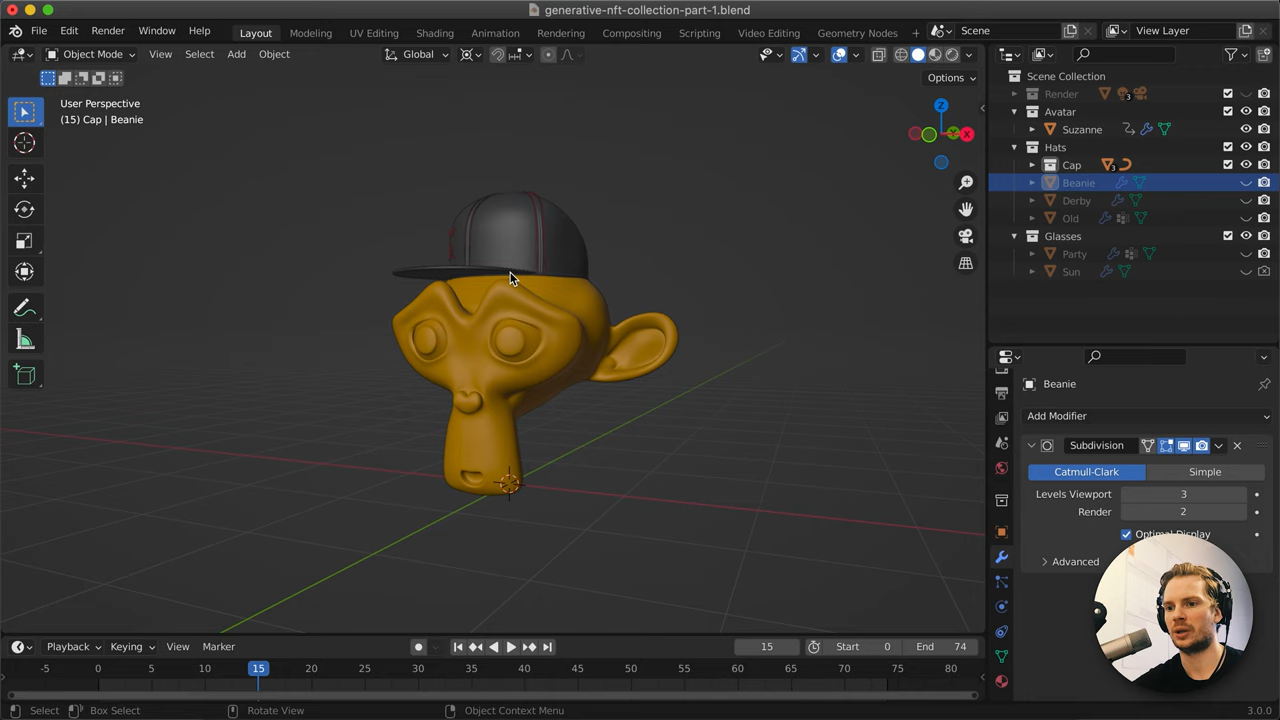 generative-nft-collection-part-1.blend
File Edit Render Window Help Layout Modeling UV Editing Sculpting Texture Paint Shading Animation Rendering Compositing Scripting Video Editing Geometry Nodes + Scene View Layer
Object Mode View Select Add Object Global
Options
User Perspective
(15) Cap | Beanie
Z
Y
X
Scene Collection
Render 3
Avatar
Suzanne
Hats
Cap 3
Beanie
Derby
Old
Glasses
Party
Sun
Beanie
Add Modifier
Subdivision
Catmull-Clark Simple
Levels Viewport 3
Render 2
Optimal Display
Advanced
Playback Keying View Marker 15 Start 0 End 74
-5 0 5 10 15 20 25 30 35 40 45 50 55 60 65 70 75 80
Select Box Select Rotate View Object Context Menu 3.0.0